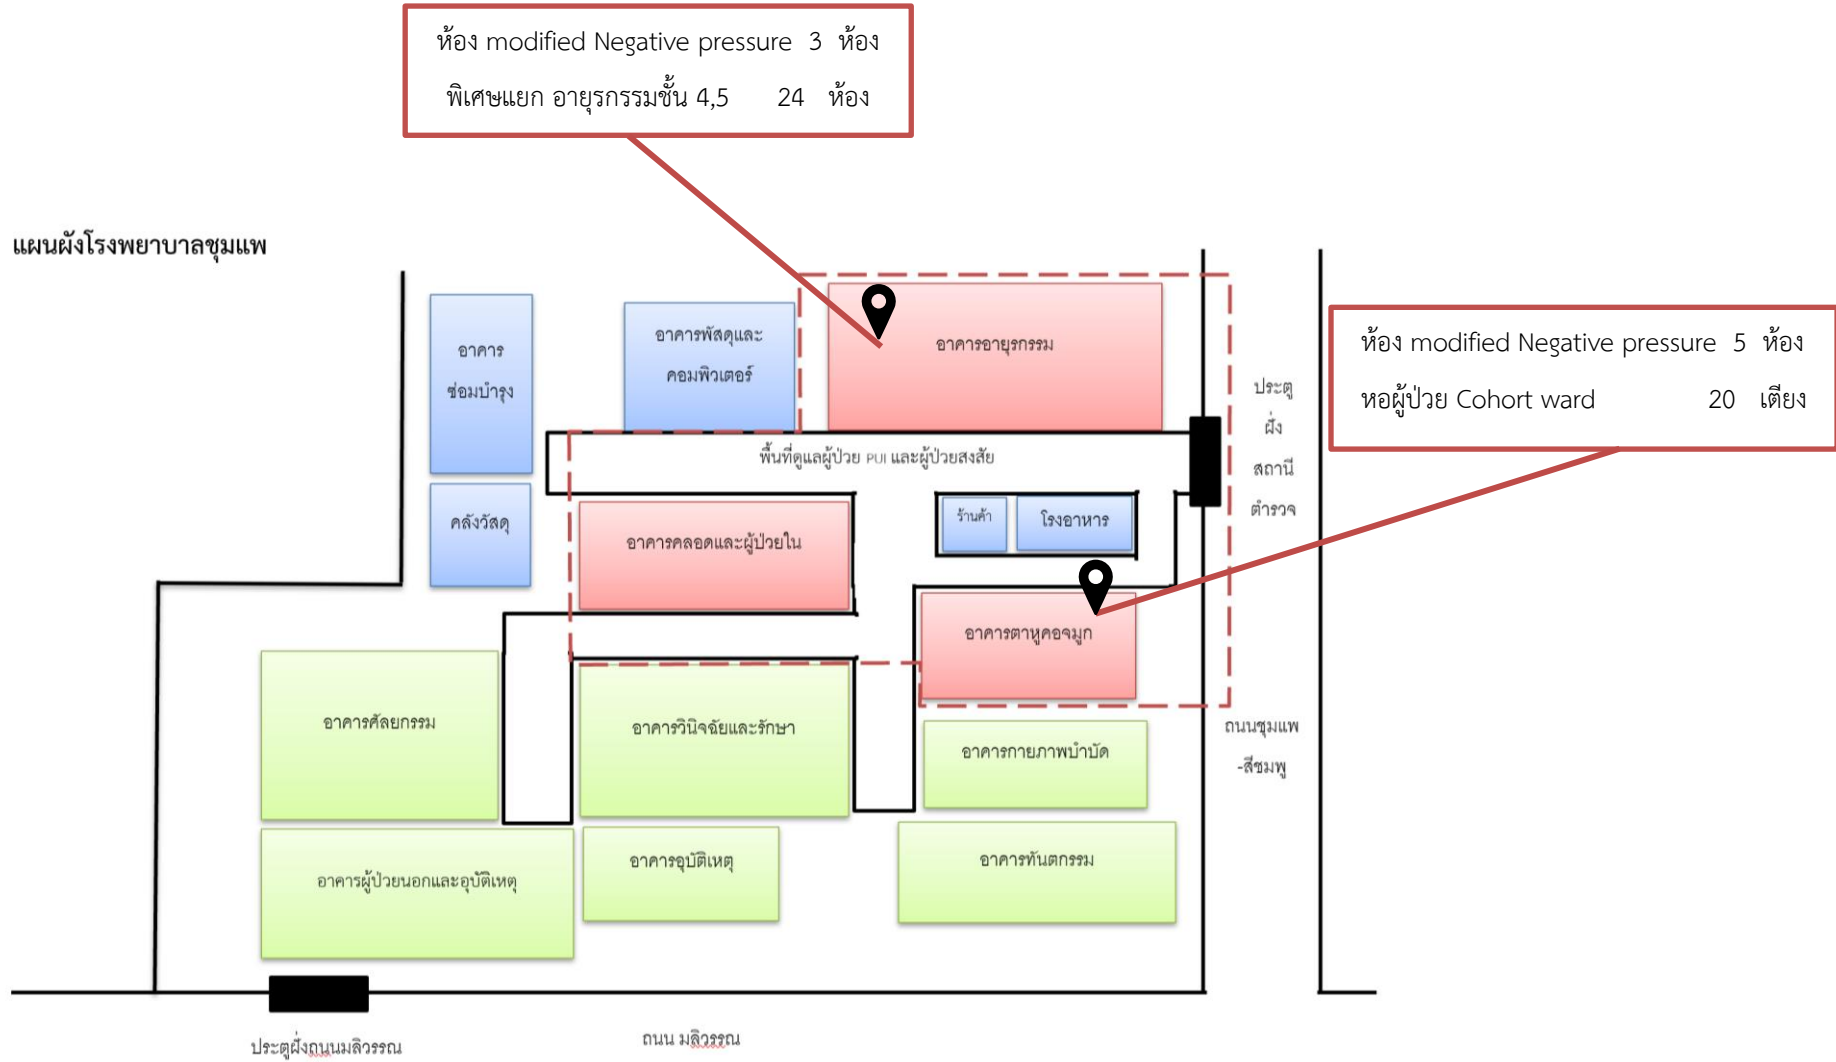 ห้อง modified Negative pressure 3 ห้อง
พิเศษแยก อายุรกรรมชั้น 4,5 24 ห้อง
แผนผังโรงพยาบาลชุมแพ
อาคาร
ซ่อมบำรุง
อาคารพัสดุและ
คอมพิวเตอร์
อาคารอายุรกรรม
ห้อง modified Negative pressure 5 ห้อง
หอผู้ป่วย Cohort ward 20 เตียง
ประตู
ฝั่ง
สถานี
ตำรวจ
พื้นที่ดูแลผู้ป่วย PUI และผู้ป่วยสงสัย
คลังวัสดุ
อาคารคลอดและผู้ป่วยใน
ร้านค้า
โรงอาหาร
อาคารตาหูคอจมูก
อาคารศัลยกรรม
อาคารวินิจฉัยและรักษา
อาคารกายภาพบำบัด
ถนนชุมแพ
-สีชมพู
อาคารผู้ป่วยนอกและอุบัติเหตุ
อาคารอุบัติเหตุ
อาคารทันตกรรม
ประตูฝั่งถนนมลิวรรณ
ถนน มลิวรรณ